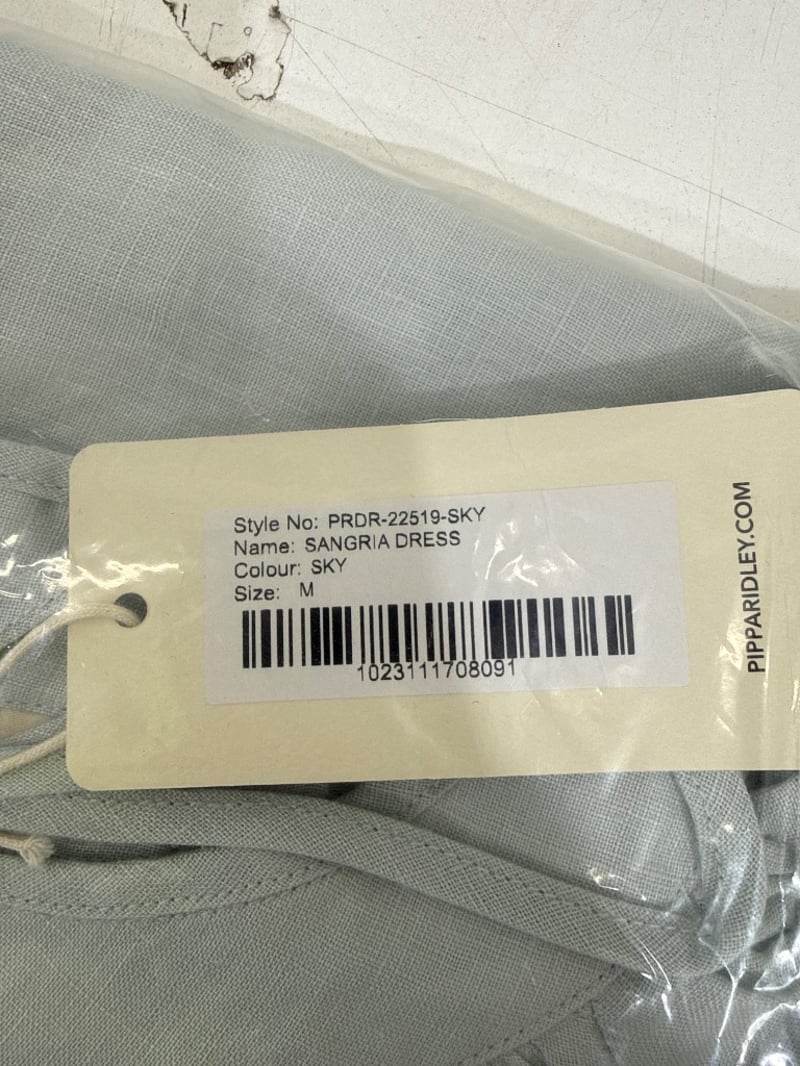 Style No: PRDR-22519-SKY
Name: SANGRIA DRESS
Colour: SKY
Size: M
1023111708091
PIPPARIDLEY.COM